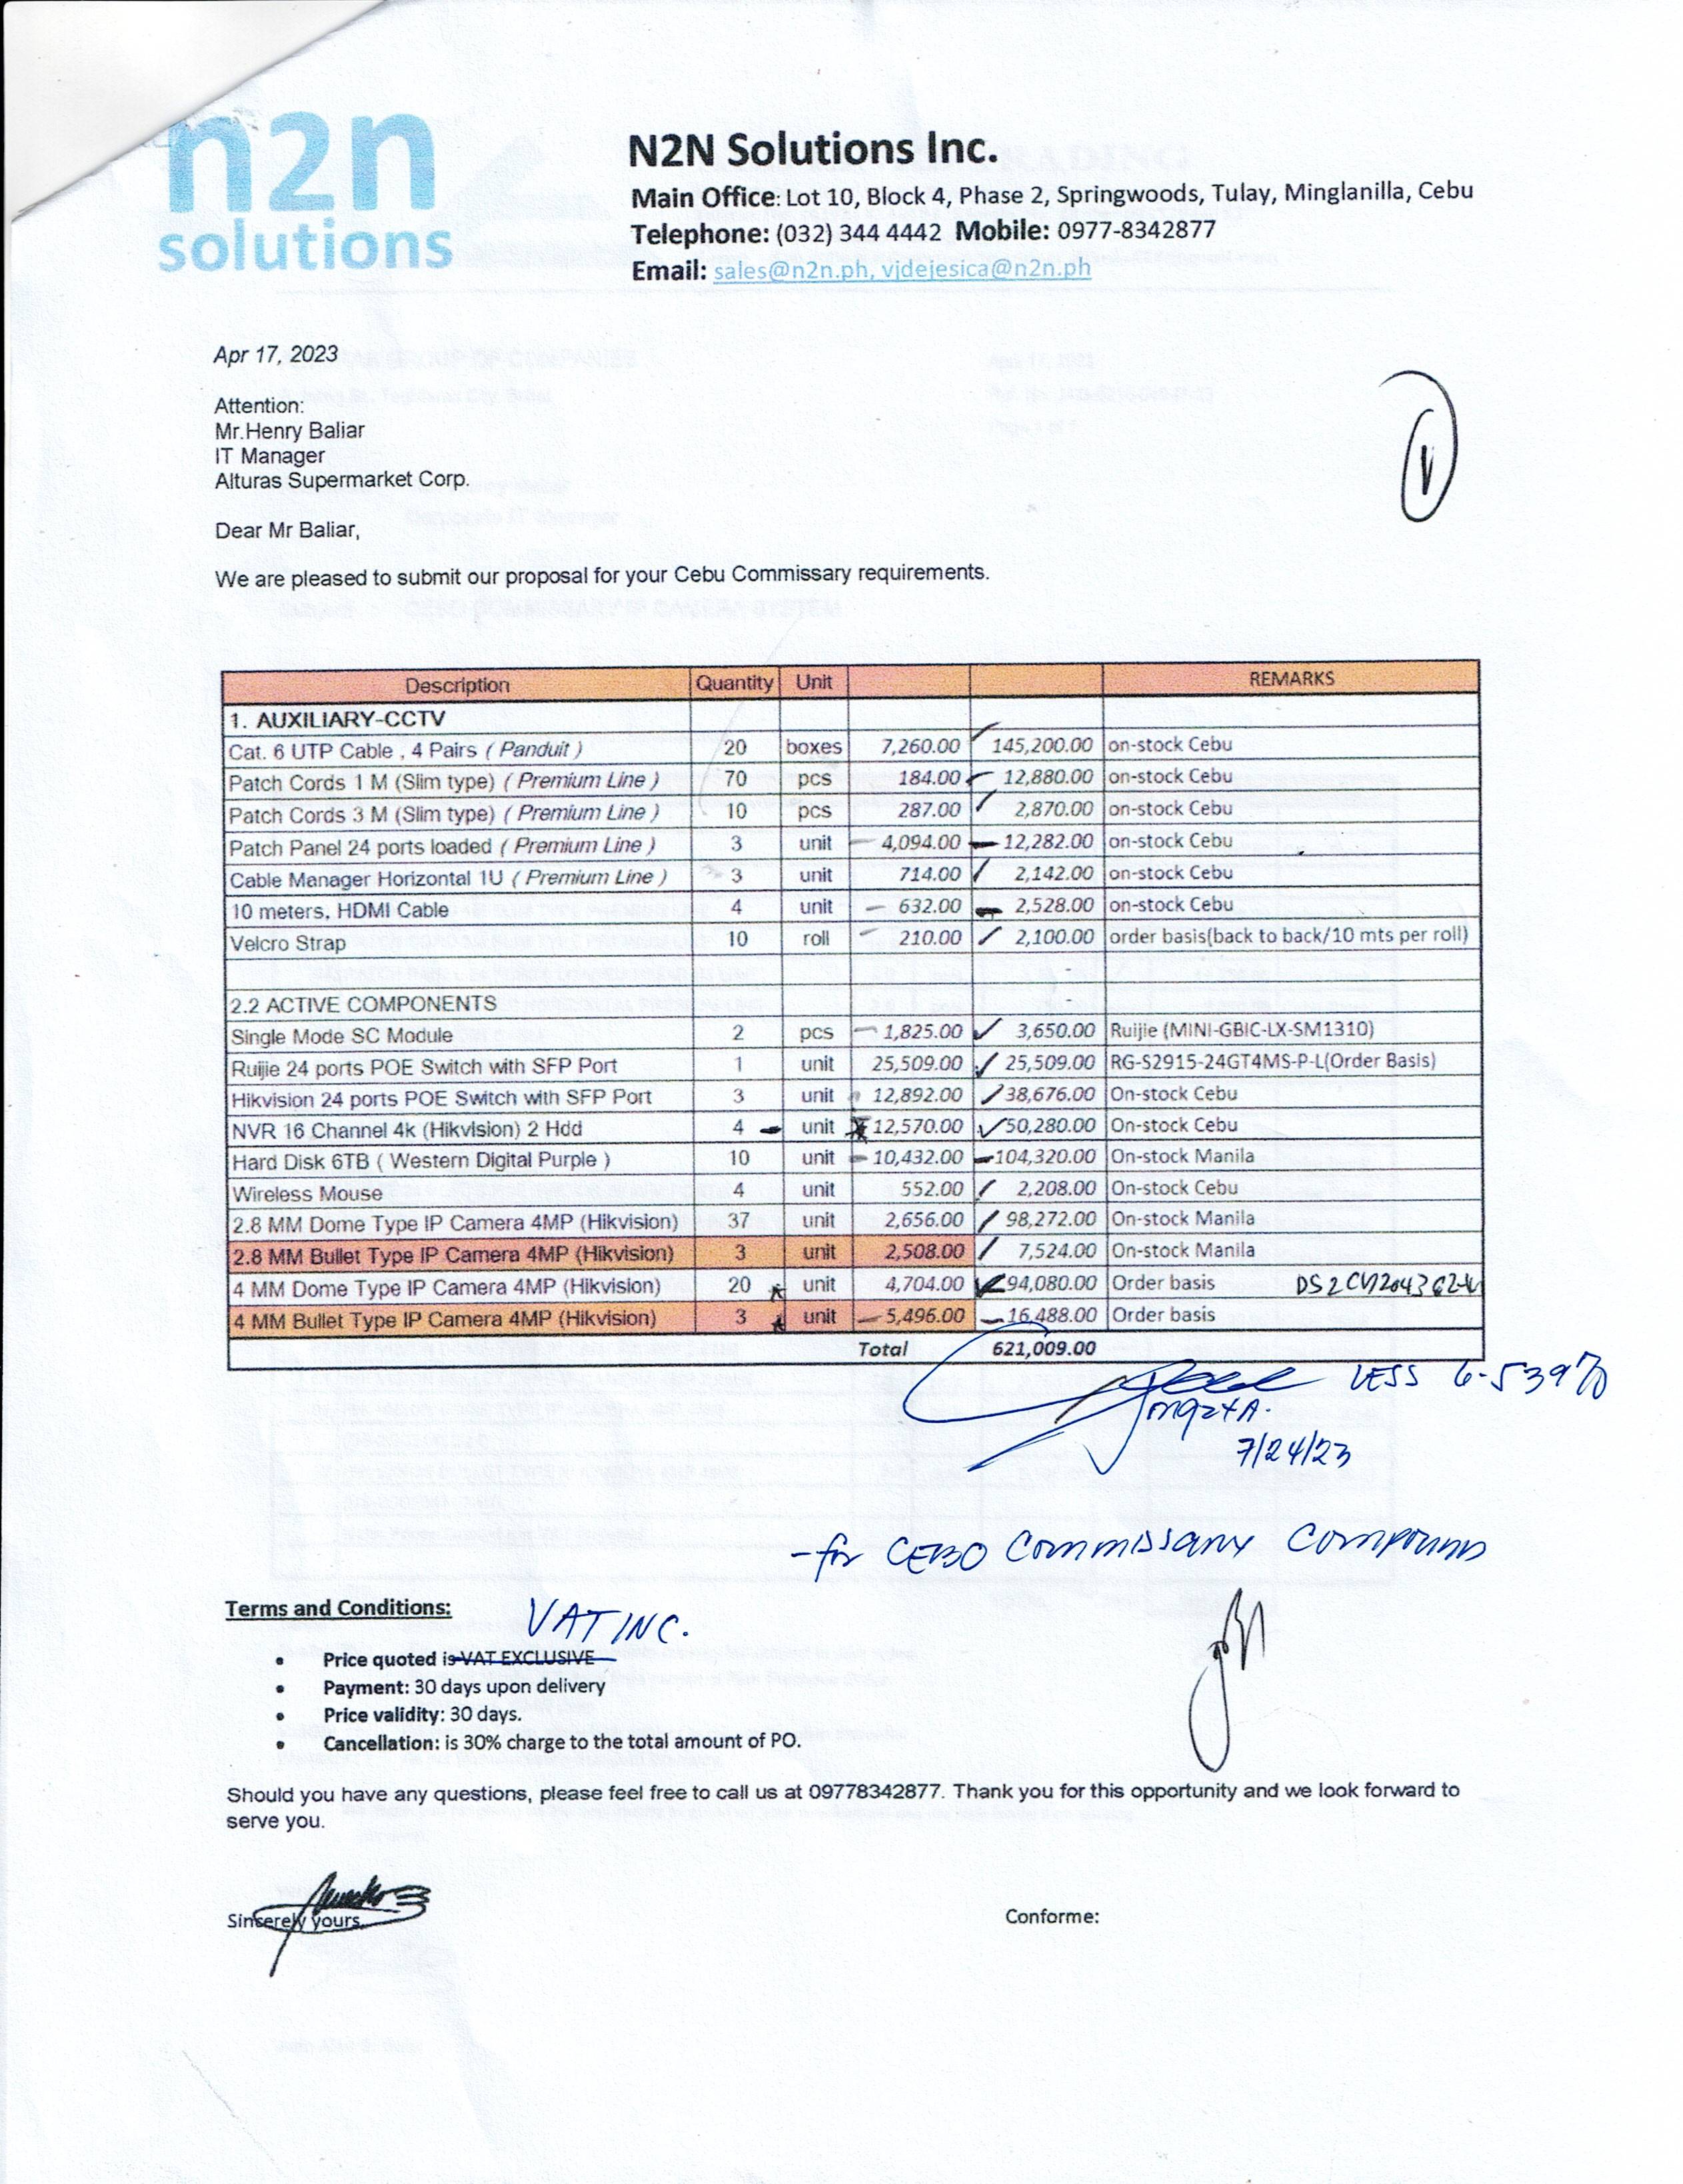 n2n
solutions
N2N Solutions Inc.
Main Office: Lot 10, Block 4, Phase 2, Springwoods, Tulay, Minglanilla, Cebu
Telephone: (032) 344 4442 Mobile: 0977-8342877
Email: sales@n2n.ph, vjdejesica@n2n.ph
Apr 17, 2023
Attention:
Mr.Henry Baliar
IT Manager
Alturas Supermarket Corp.
Dear Mr Baliar,
We are pleased to submit our proposal for your Cebu Commissary requirements.
Description Quantity Unit REMARKS
1. AUXILIARY-CCTV
Cat. 6 UTP Cable , 4 Pairs ( Panduit ) 20 boxes 7,260.00 145,200.00 on-stock Cebu
Patch Cords 1 M (Slim type) ( Premium Line ) 70 pcs 184.00 12,880.00 on-stock Cebu
Patch Cords 3 M (Slim type) ( Premium Line ) 10 pcs 287.00 2,870.00 on-stock Cebu
Patch Panel 24 ports loaded ( Premium Line ) 3 unit 4,094.00 12,282.00 on-stock Cebu
Cable Manager Horizontal 1U ( Premium Line ) 3 unit 714.00 2,142.00 on-stock Cebu
10 meters, HDMI Cable 4 unit 632.00 2,528.00 on-stock Cebu
Velcro Strap 10 roll 210.00 2,100.00 order basis(back to back/10 mts per roll)
2.2 ACTIVE COMPONENTS
Single Mode SC Module 2 pcs 1,825.00 3,650.00 Ruijie (MINI-GBIC-LX-SM1310)
Ruijie 24 ports POE Switch with SFP Port 1 unit 25,509.00 25,509.00 RG-S2915-24GT4MS-P-L(Order Basis)
Hikvision 24 ports POE Switch with SFP Port 3 unit 12,892.00 38,676.00 On-stock Cebu
NVR 16 Channel 4k (Hikvision) 2 Hdd 4 unit 12,570.00 50,280.00 On-stock Cebu
Hard Disk 6TB ( Western Digital Purple ) 10 unit 10,432.00 104,320.00 On-stock Manila
Wireless Mouse 4 unit 552.00 2,208.00 On-stock Cebu
2.8 MM Dome Type IP Camera 4MP (Hikvision) 37 unit 2,656.00 98,272.00 On-stock Manila
2.8 MM Bullet Type IP Camera 4MP (Hikvision) 3 unit 2,508.00 7,524.00 On-stock Manila
4 MM Dome Type IP Camera 4MP (Hikvision) 20 unit 4,704.00 94,080.00 Order basis
4 MM Bullet Type IP Camera 4MP (Hikvision) 3 unit 5,496.00 16,488.00 Order basis
Total 621,009.00
LESS 6.539%
7/24/23
-for CEBO COMMISSARY COMPOUND
Terms and Conditions:
VAT INC.
Price quoted is VAT EXCLUSIVE
Payment: 30 days upon delivery
Price validity: 30 days.
Cancellation: is 30% charge to the total amount of PO.
Should you have any questions, please feel free to call us at 09778342877. Thank you for this opportunity and we look forward to
serve you.
Sincerely yours,
Conforme: